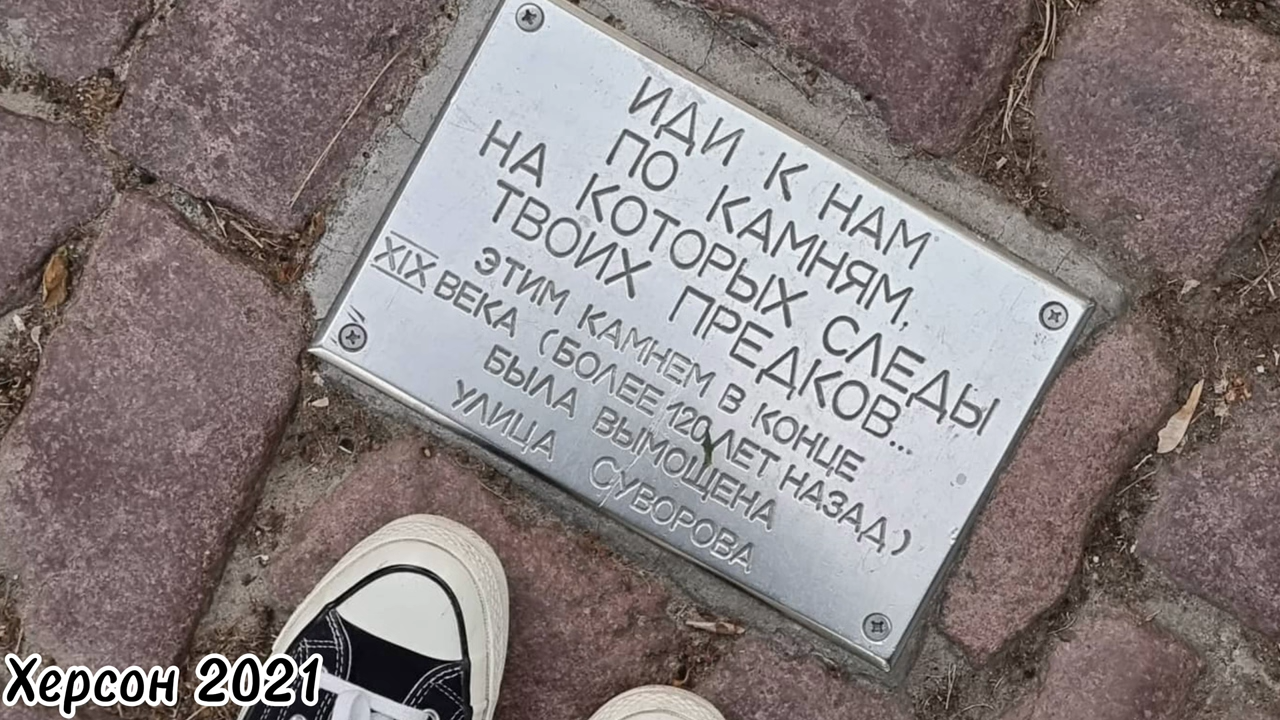 ИДИ К НАМ
ПО КАМНЯМ,
НА КОТОРЫХ СЛЕДЫ
ТВОИХ ПРЕДКОВ...
ЭТИМ КАМНЕМ В КОНЦЕ
XIX ВЕКА (БОЛЕЕ 120 ЛЕТ НАЗАД)
БЫЛА ВЫМОЩЕНА
УЛИЦА СУВОРОВА
Херсон 2021